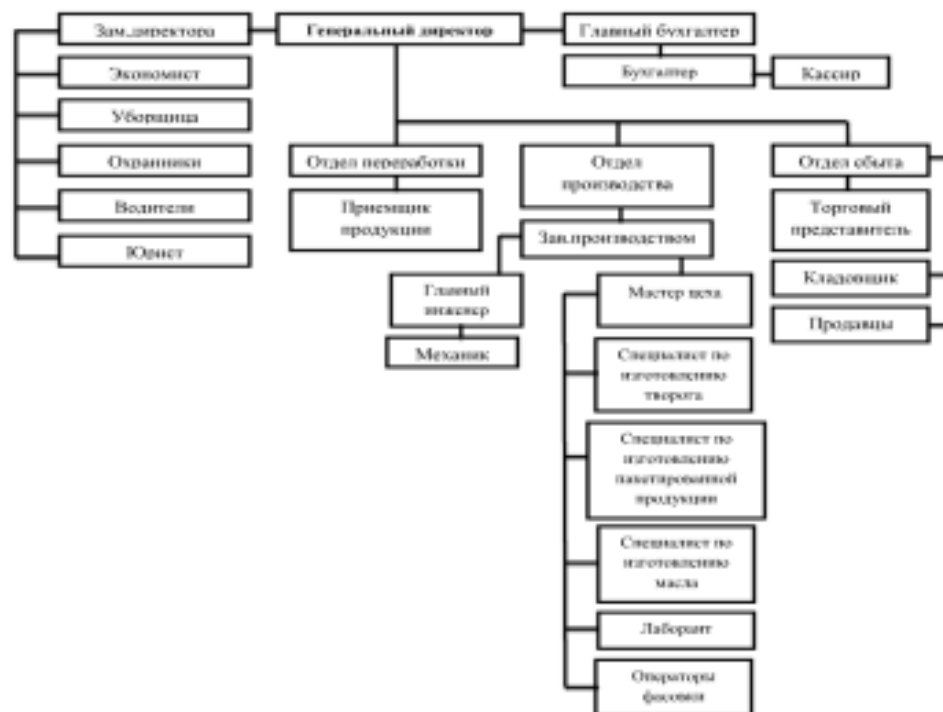 Зам.директора
Генеральный директор
Главный бухгалтер
Экономист
Бухгалтер
Кассир
Уборщица
Охранники
Водители
Юрист
Отдел переработки
Приемщик
продукции
Отдел
производства
Зав.производством
Главный
инженер
Механик
Мастер цеха
Специалист по
изготовлению
творога
Специалист по
изготовлению
пакетированной
продукции
Специалист по
изготовлению
масла
Лаборант
Операторы
фасовки
Отдел сбыта
Торговый
представитель
Кладовщик
Продавцы